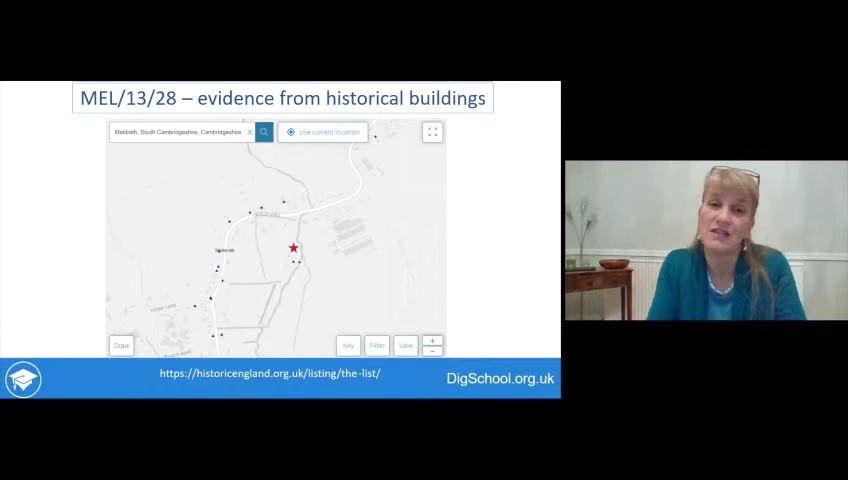 MEL/13/28 – evidence from historical buildings
Meldreth, South Cambridgeshire, Cambridgeshire
Use current location
Meldreth
Draw
Key
Filter
View
https://historicengland.org.uk/listing/the-list/
DigSchool.org.uk